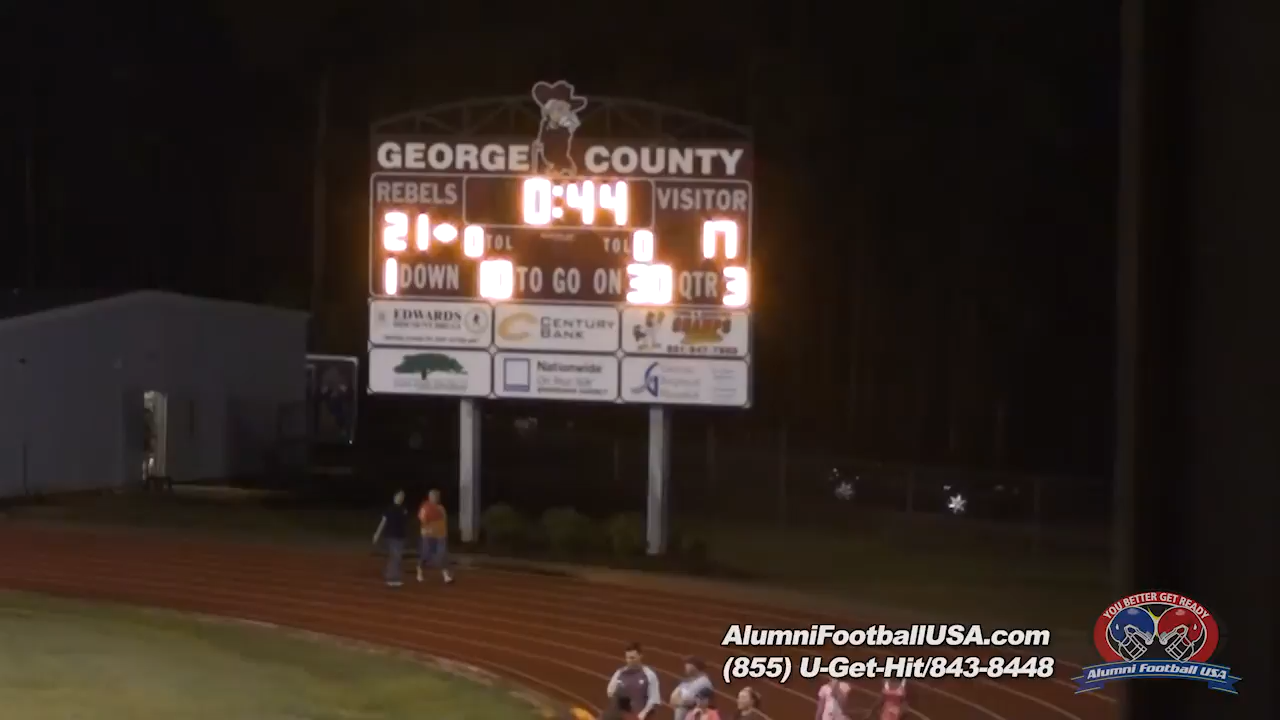 GEORGE COUNTY
REBELS 0:44 VISITOR
21 0 TOL TOL 0 17
1 DOWN 10 TO GO ON 30 QTR 3
EDWARDS
CENTURY BANK
Nationwide
AlumniFootballUSA.com
(855) U-Get-Hit/843-8448
YOU BETTER GET READY
Alumni Football USA